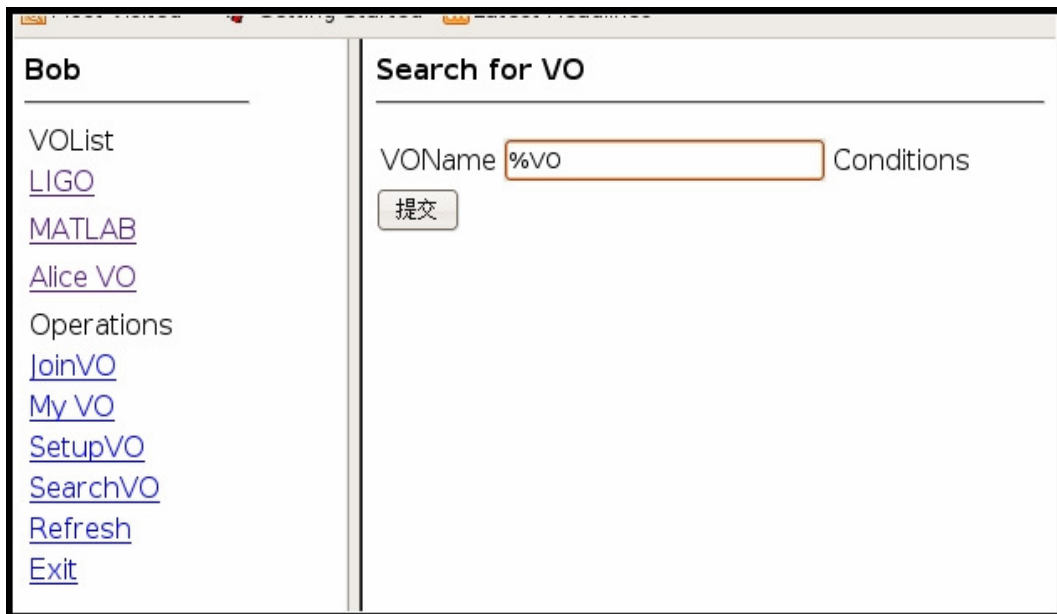 Bob
VOList
LIGO
MATLAB
Alice VO
Operations
JoinVO
My VO
SetupVO
SearchVO
Refresh
Exit
Search for VO
VOName %VO Conditions
提交